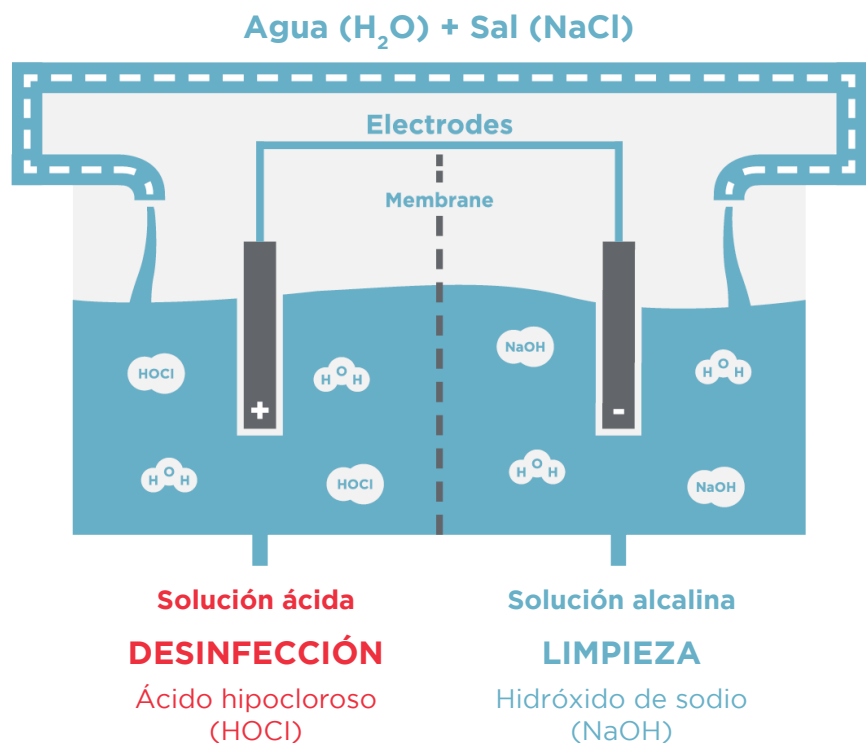 Agua (H₂O) + Sal (NaCl)
Electrodes
Membrane
HOCl
H O H
NaOH
H O H
+
-
H O H
HOCl
H O H
NaOH
Solución ácida
Solución alcalina
DESINFECCIÓN
LIMPIEZA
Ácido hipocloroso
(HOCl)
Hidróxido de sodio
(NaOH)